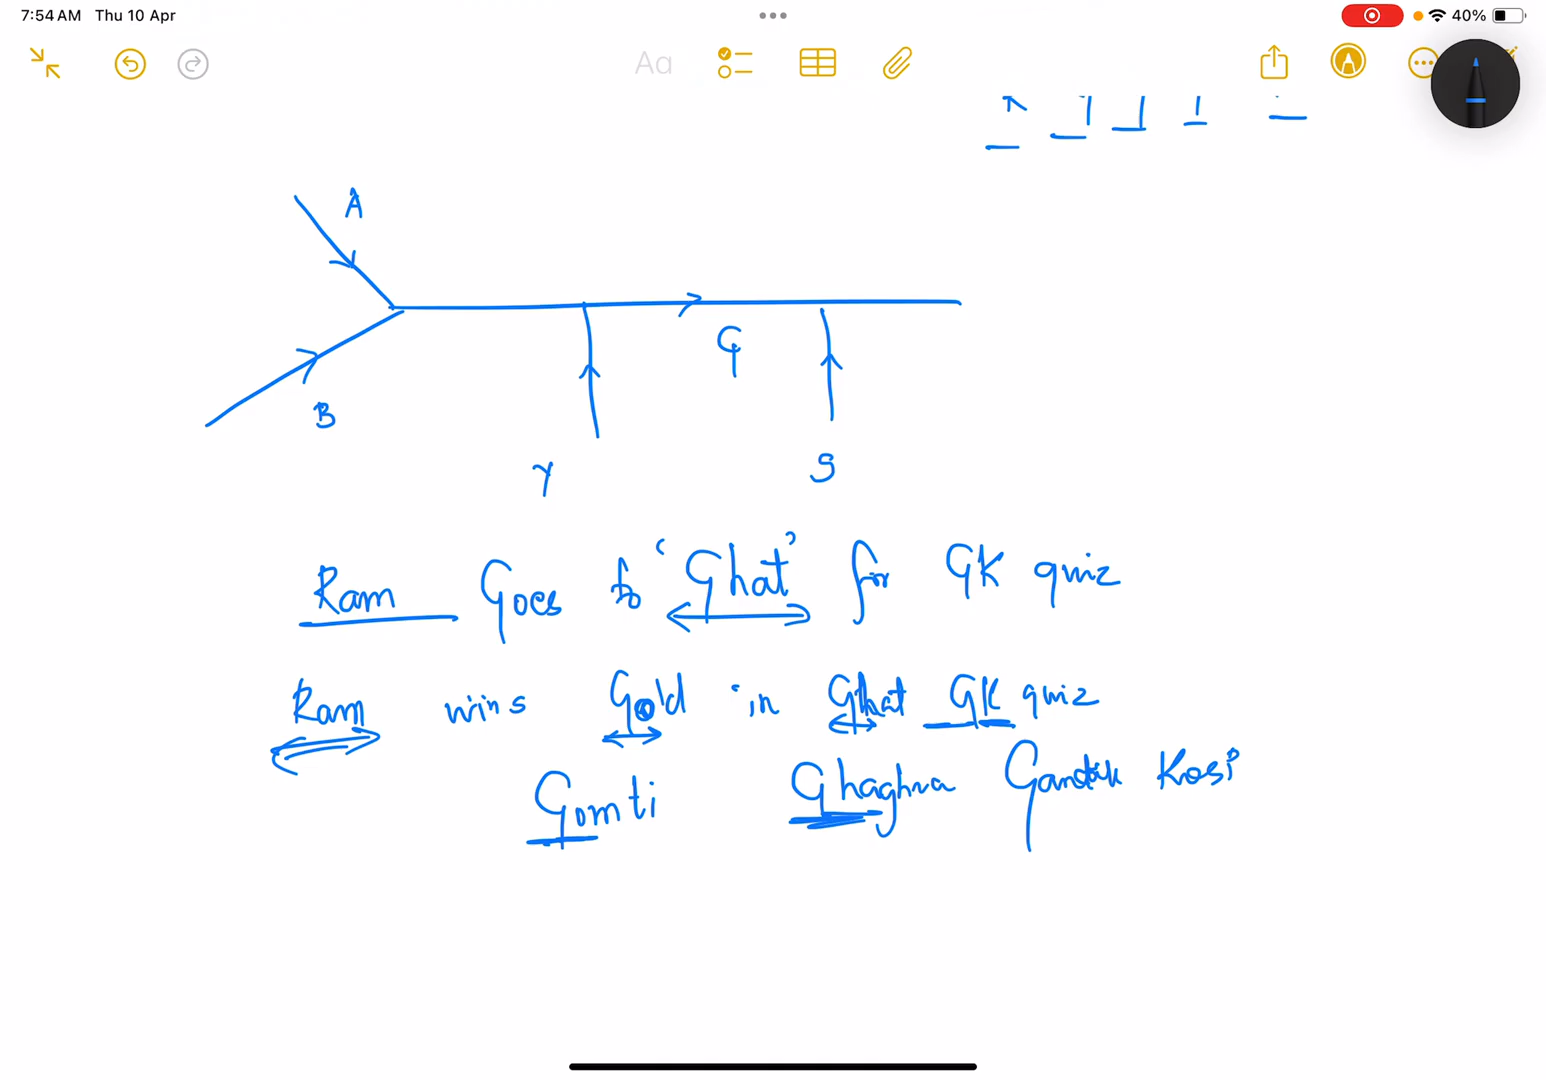 7:54 AM Thu 10 Apr
40%
Aa
A
B
G
Y
S
Ram Goes to 'Ghat' for GK quiz
Ram wins Gold in Ghat GK quiz
Gomti Ghaghra Gandak Kosi